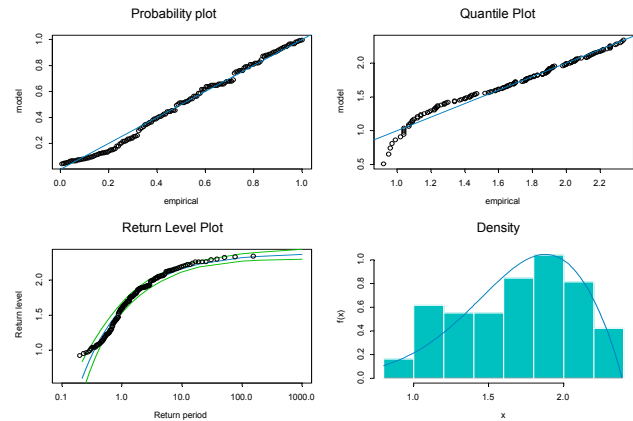 Probability plot
model
0.2 0.4 0.6 0.8 1.0
0.0 0.2 0.4 0.6 0.8 1.0
empirical
Quantile Plot
model
0.5 1.0 1.5 2.0
1.0 1.2 1.4 1.6 1.8 2.0 2.2
empirical
Return Level Plot
Return level
1.0 1.5 2.0
0.1 1.0 10.0 100.0 1000.0
Return period
Density
f(x)
0.0 0.2 0.4 0.6 0.8 1.0
1.0 1.5 2.0
x